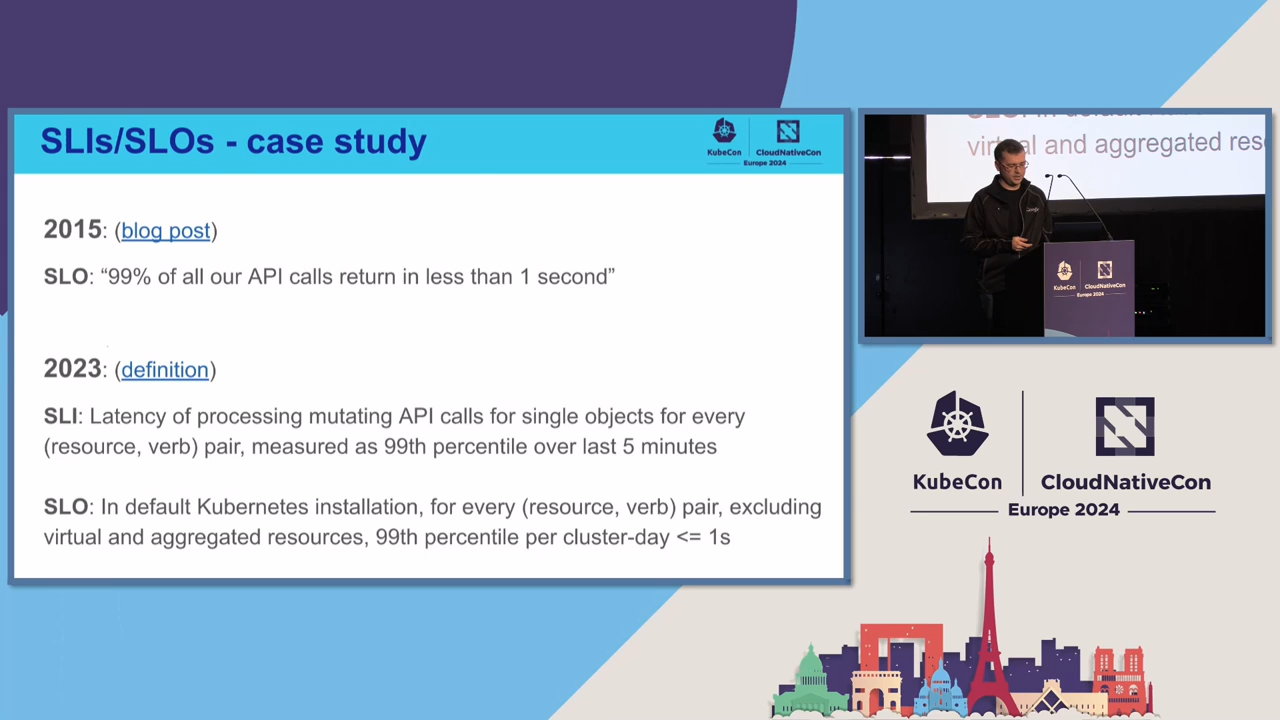 SLIs/SLOs - case study
KubeCon
CloudNativeCon
Europe 2024
2015: (blog post)
SLO: “99% of all our API calls return in less than 1 second”
2023: (definition)
SLI: Latency of processing mutating API calls for single objects for every
(resource, verb) pair, measured as 99th percentile over last 5 minutes
SLO: In default Kubernetes installation, for every (resource, verb) pair, excluding
virtual and aggregated resources, 99th percentile per cluster-day <= 1s
virtual and aggregated
KubeCon
CloudNativeCon
Europe 2024
KubeCon
CloudNativeCon
Europe 2024